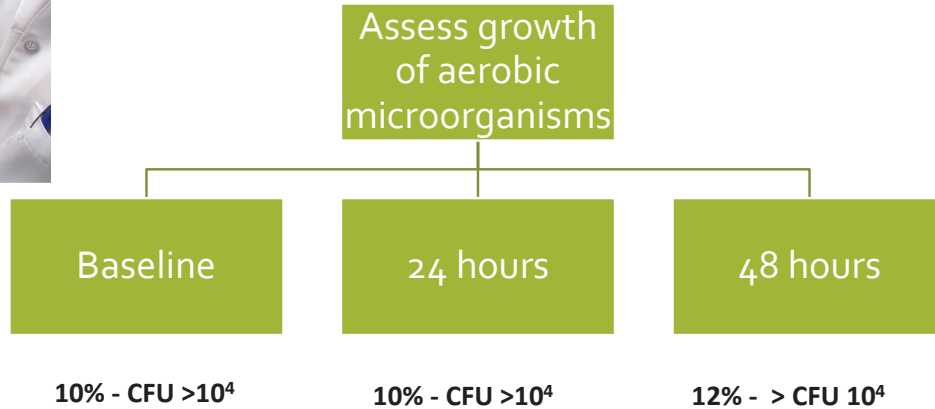 Assess growth
of aerobic
microorganisms
Baseline
24 hours
48 hours
10% - CFU >10⁴
10% - CFU >10⁴
12% - > CFU 10⁴